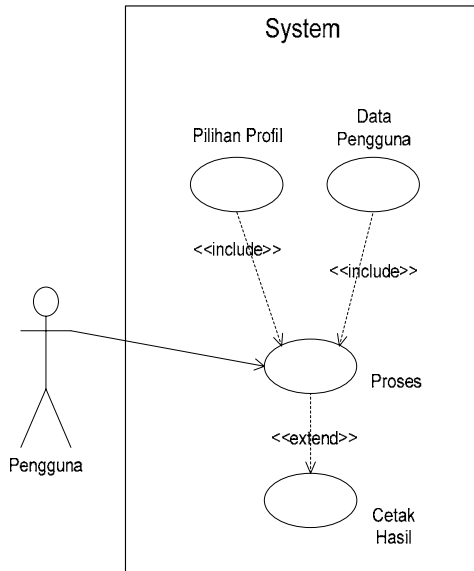 System
Pilihan Profil
Data
Pengguna
<<include>>
<<include>>
Proses
<<extend>>
Pengguna
Cetak
Hasil